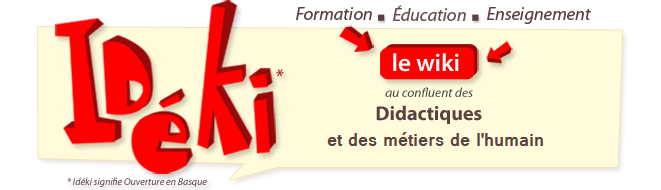 Formation . Éducation . Enseignement
IDéki*
le wiki
au confluent des
Didactiques
et des métiers de l'humain
* Idéki signifie Ouverture en Basque